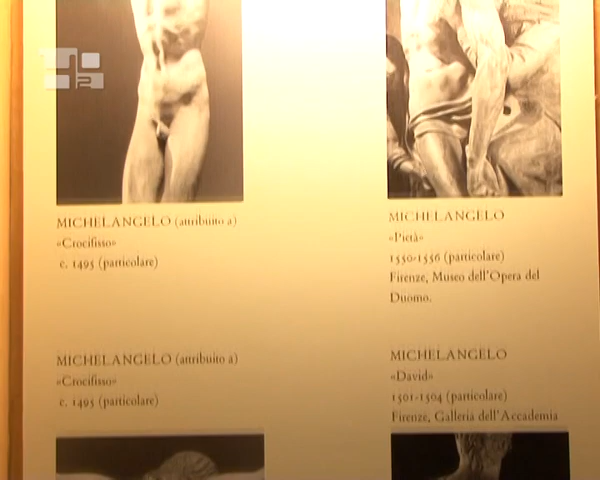 MICHELANGELO (attribuito a)
«Crocifisso»
c. 1495 (particolare)
MICHELANGELO
«Pietà»
1550-1556 (particolare)
Firenze, Museo dell'Opera del
Duomo.
MICHELANGELO (attribuito a)
«Crocifisso»
c. 1495 (particolare)
MICHELANGELO
«David»
1501-1504 (particolare)
Firenze, Galleria dell'Accademia